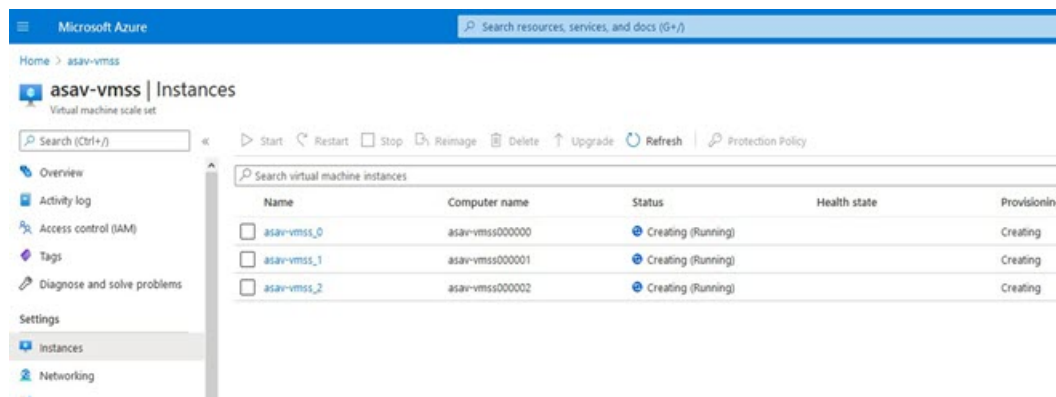 Microsoft Azure
Search resources, services, and docs (G+/)
Home > asav-vmss
asav-vmss | Instances
Virtual machine scale set
Search (Ctrl+/)
«
Start Restart Stop Reimage Delete Upgrade Refresh Protection Policy
Overview
Activity log
Access control (IAM)
Tags
Diagnose and solve problems
Settings
Instances
Networking
Search virtual machine instances
Name Computer name Status Health state Provisionin
asav-vmss_0 asav-vmss000000 Creating (Running) Creating
asav-vmss_1 asav-vmss000001 Creating (Running) Creating
asav-vmss_2 asav-vmss000002 Creating (Running) Creating